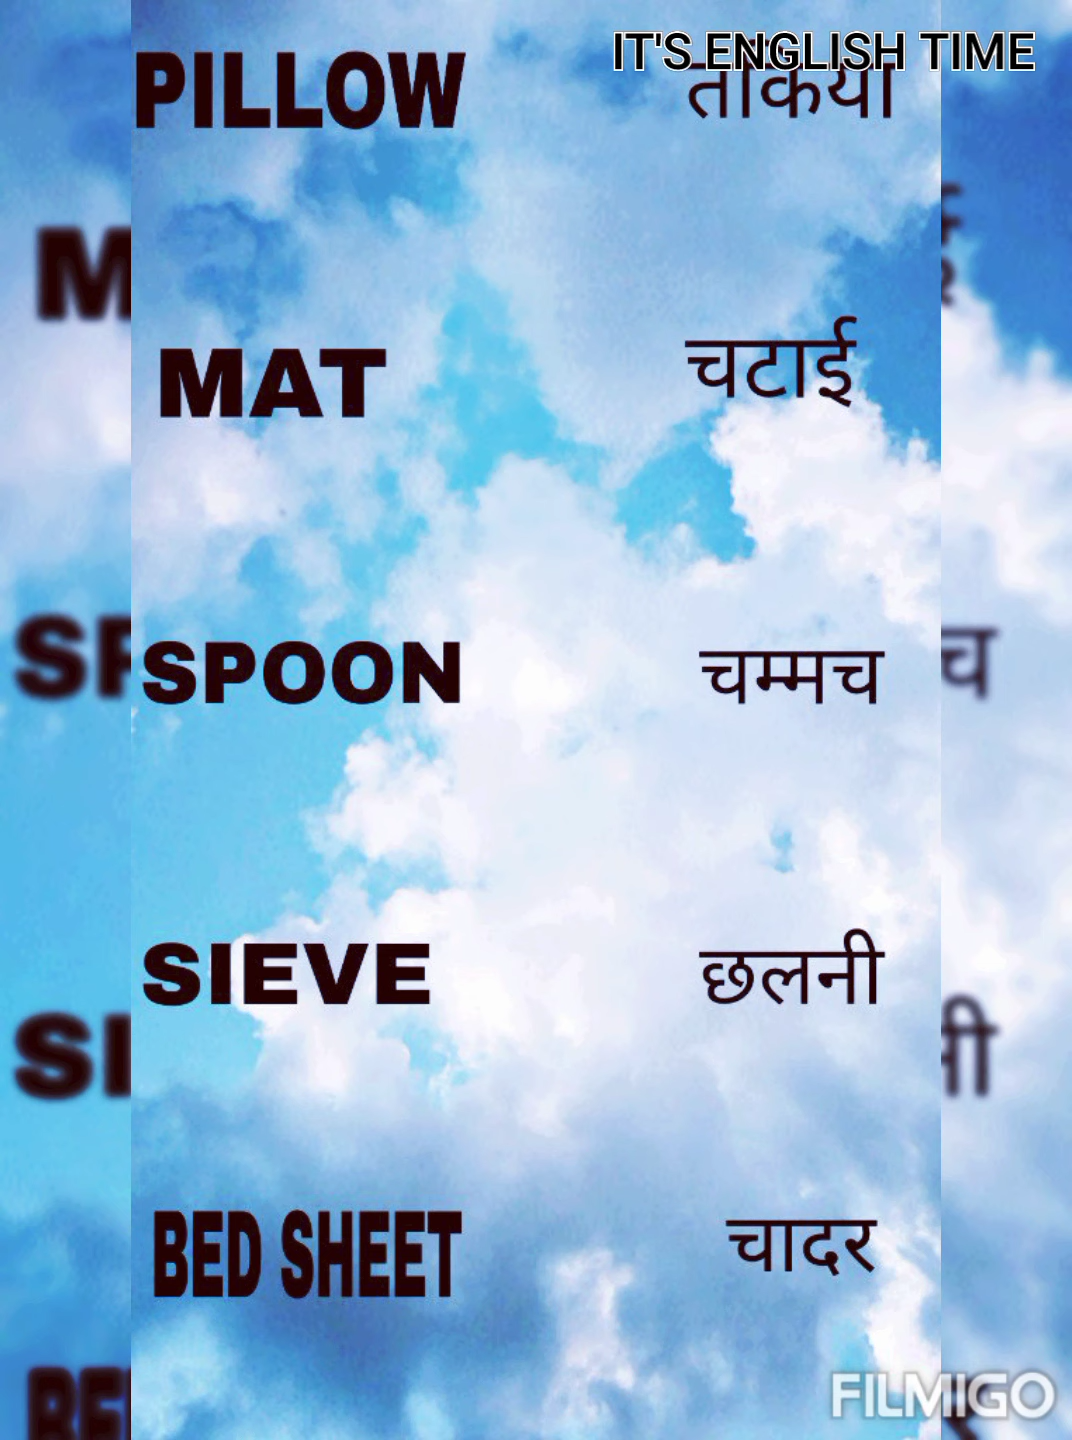 IT'S ENGLISH TIME
PILLOW तकिया
MAT चटाई
SPOON चम्मच
SIEVE छलनी
BED SHEET चादर
FILMIGO